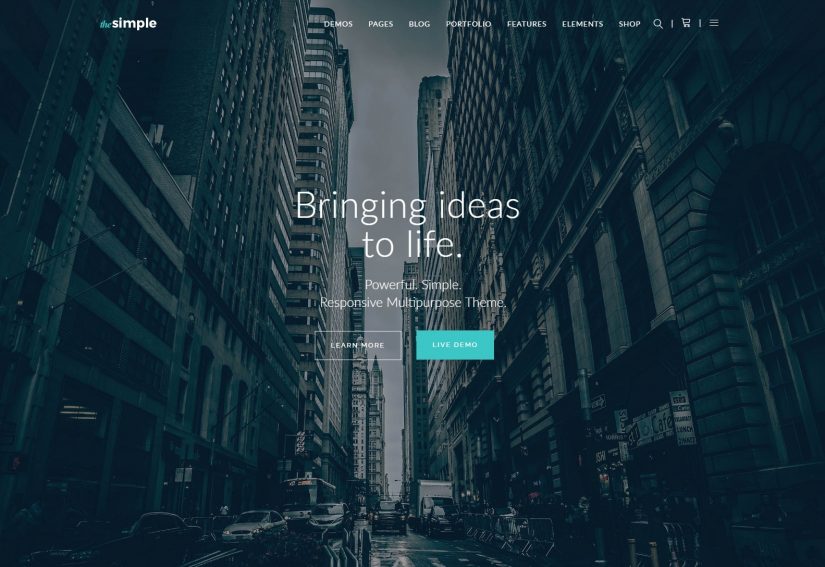 thesimple
DEMOS PAGES BLOG PORTFOLIO FEATURES ELEMENTS SHOP
Bringing ideas
to life.
Powerful. Simple.
Responsive Multipurpose Theme.
LEARN MORE LIVE DEMO
LUNCH